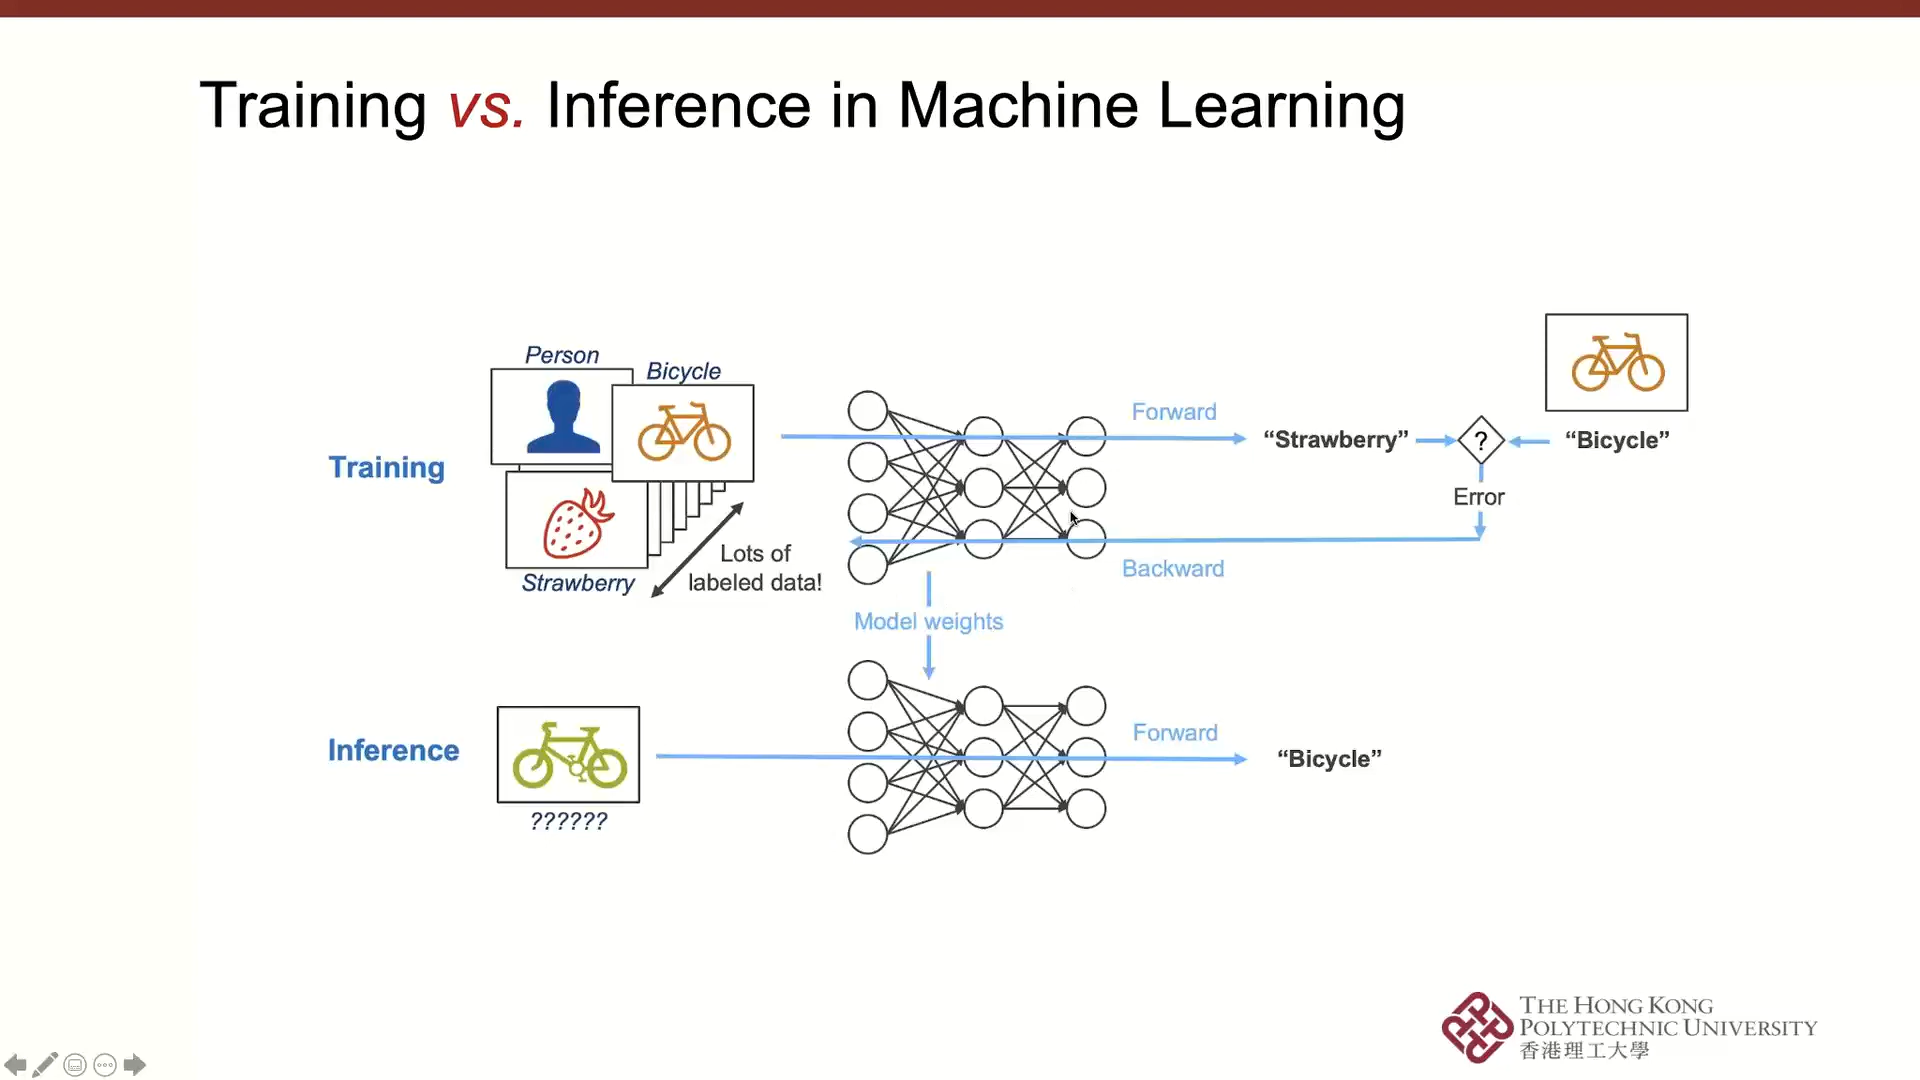 Training vs. Inference in Machine Learning
Person
Bicycle
Training
Strawberry
Lots of
labeled data!
Forward
“Strawberry”
?
“Bicycle”
Error
Backward
Model weights
Inference
??????
Forward
“Bicycle”
THE HONG KONG
POLYTECHNIC UNIVERSITY
香港理工大學